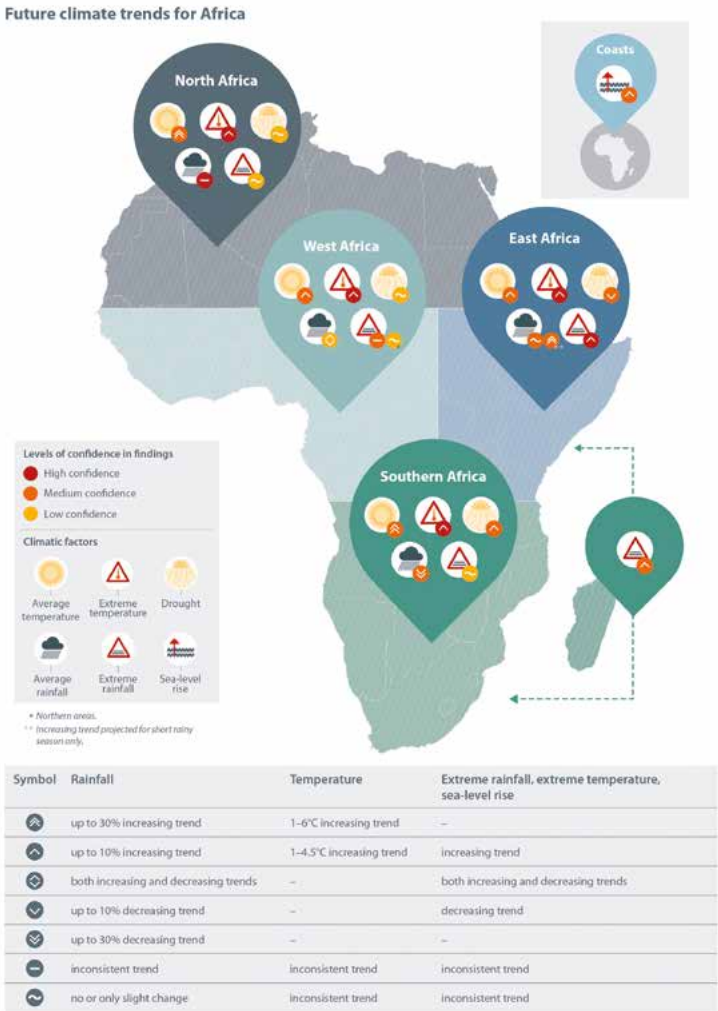 Future climate trends for Africa
Coasts
North Africa
West Africa
East Africa
Southern Africa
Levels of confidence in findings
High confidence
Medium confidence
Low confidence
Climatic factors
Average
temperature
Extreme
temperature
Drought
Average
rainfall
Extreme
rainfall
Sea-level
rise
* Northern areas.
** Increasing trend projected for short rainy
season only.
Symbol Rainfall Temperature Extreme rainfall, extreme temperature,
sea-level rise
up to 30% increasing trend 1–6°C increasing trend –
up to 10% increasing trend 1–4.5°C increasing trend increasing trend
both increasing and decreasing trends – both increasing and decreasing trends
up to 10% decreasing trend – decreasing trend
up to 30% decreasing trend – –
inconsistent trend inconsistent trend inconsistent trend
no or only slight change inconsistent trend inconsistent trend